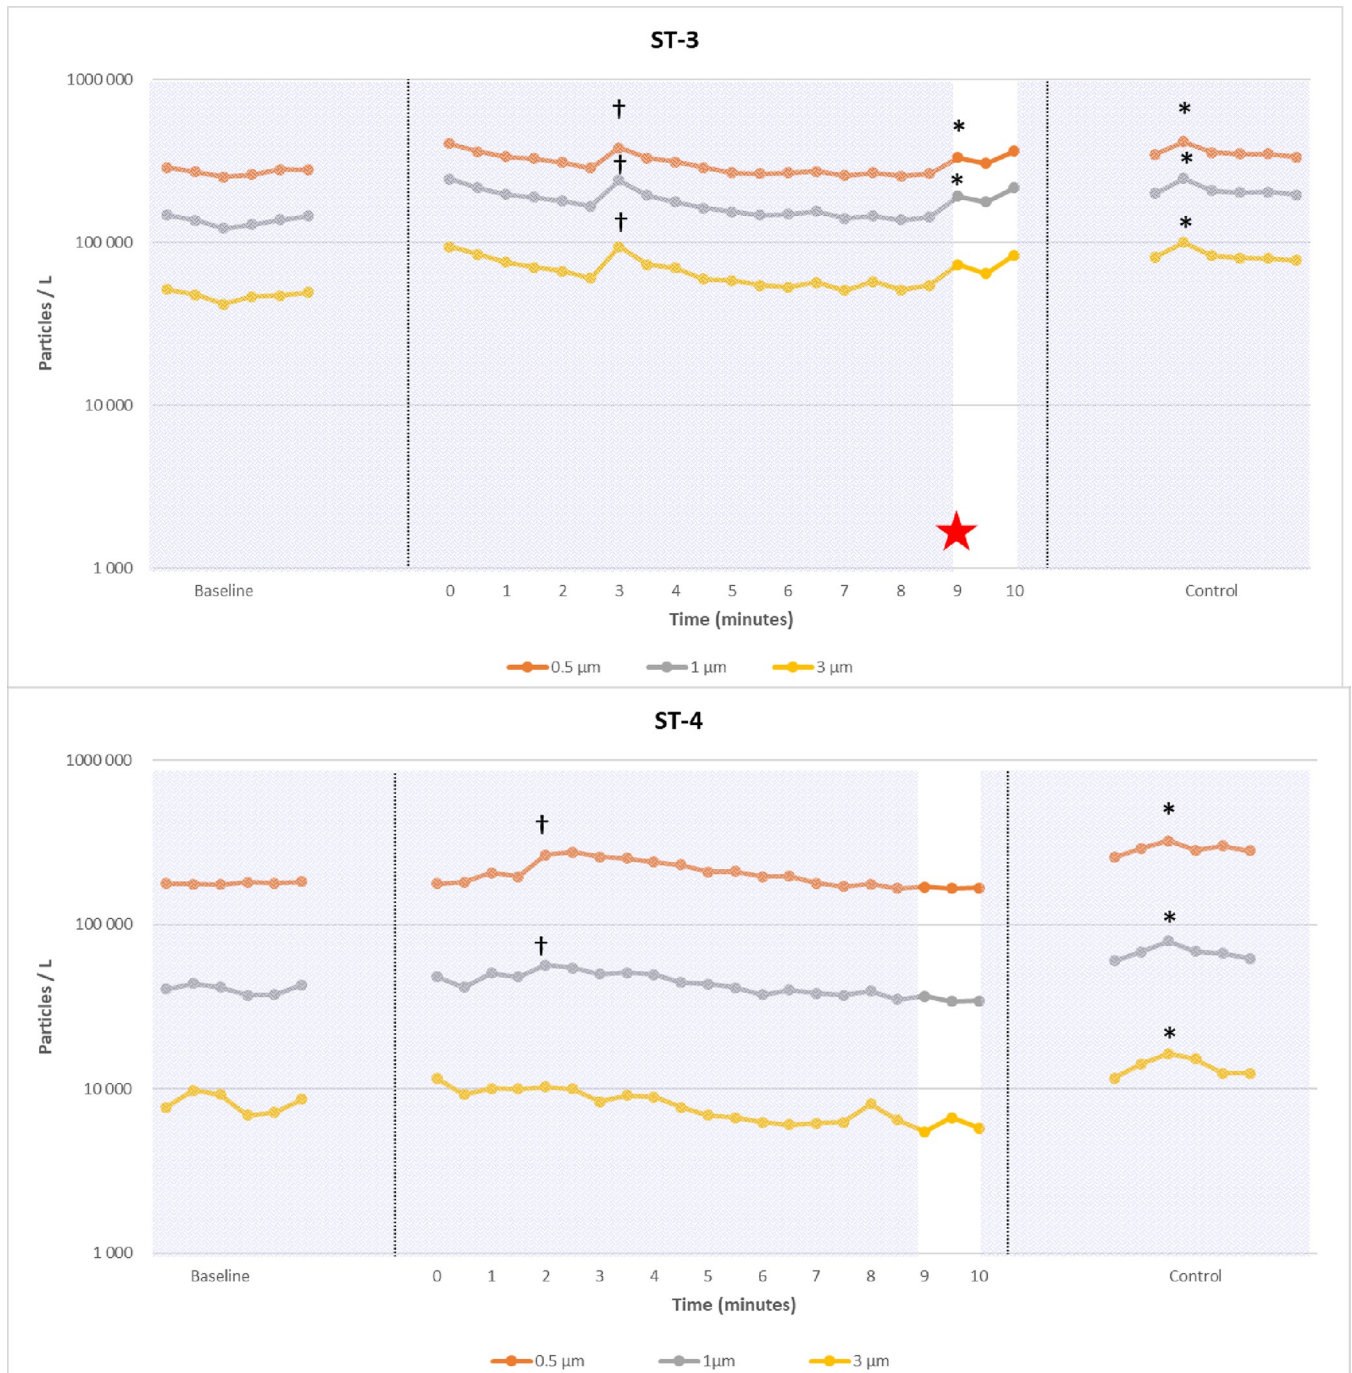 ST-3
1000 000
†
*
*
†
*
*
†
*
100 000
10 000
1 000
Particles / L
Baseline
0 1 2 3 4 5 6 7 8 9 10
Control
Time (minutes)
0.5 µm 1 µm 3 µm
ST-4
1000 000
†
*
100 000
†
*
*
10 000
1 000
Particles / L
Baseline
0 1 2 3 4 5 6 7 8 9 10
Control
Time (minutes)
0.5 µm 1µm 3 µm